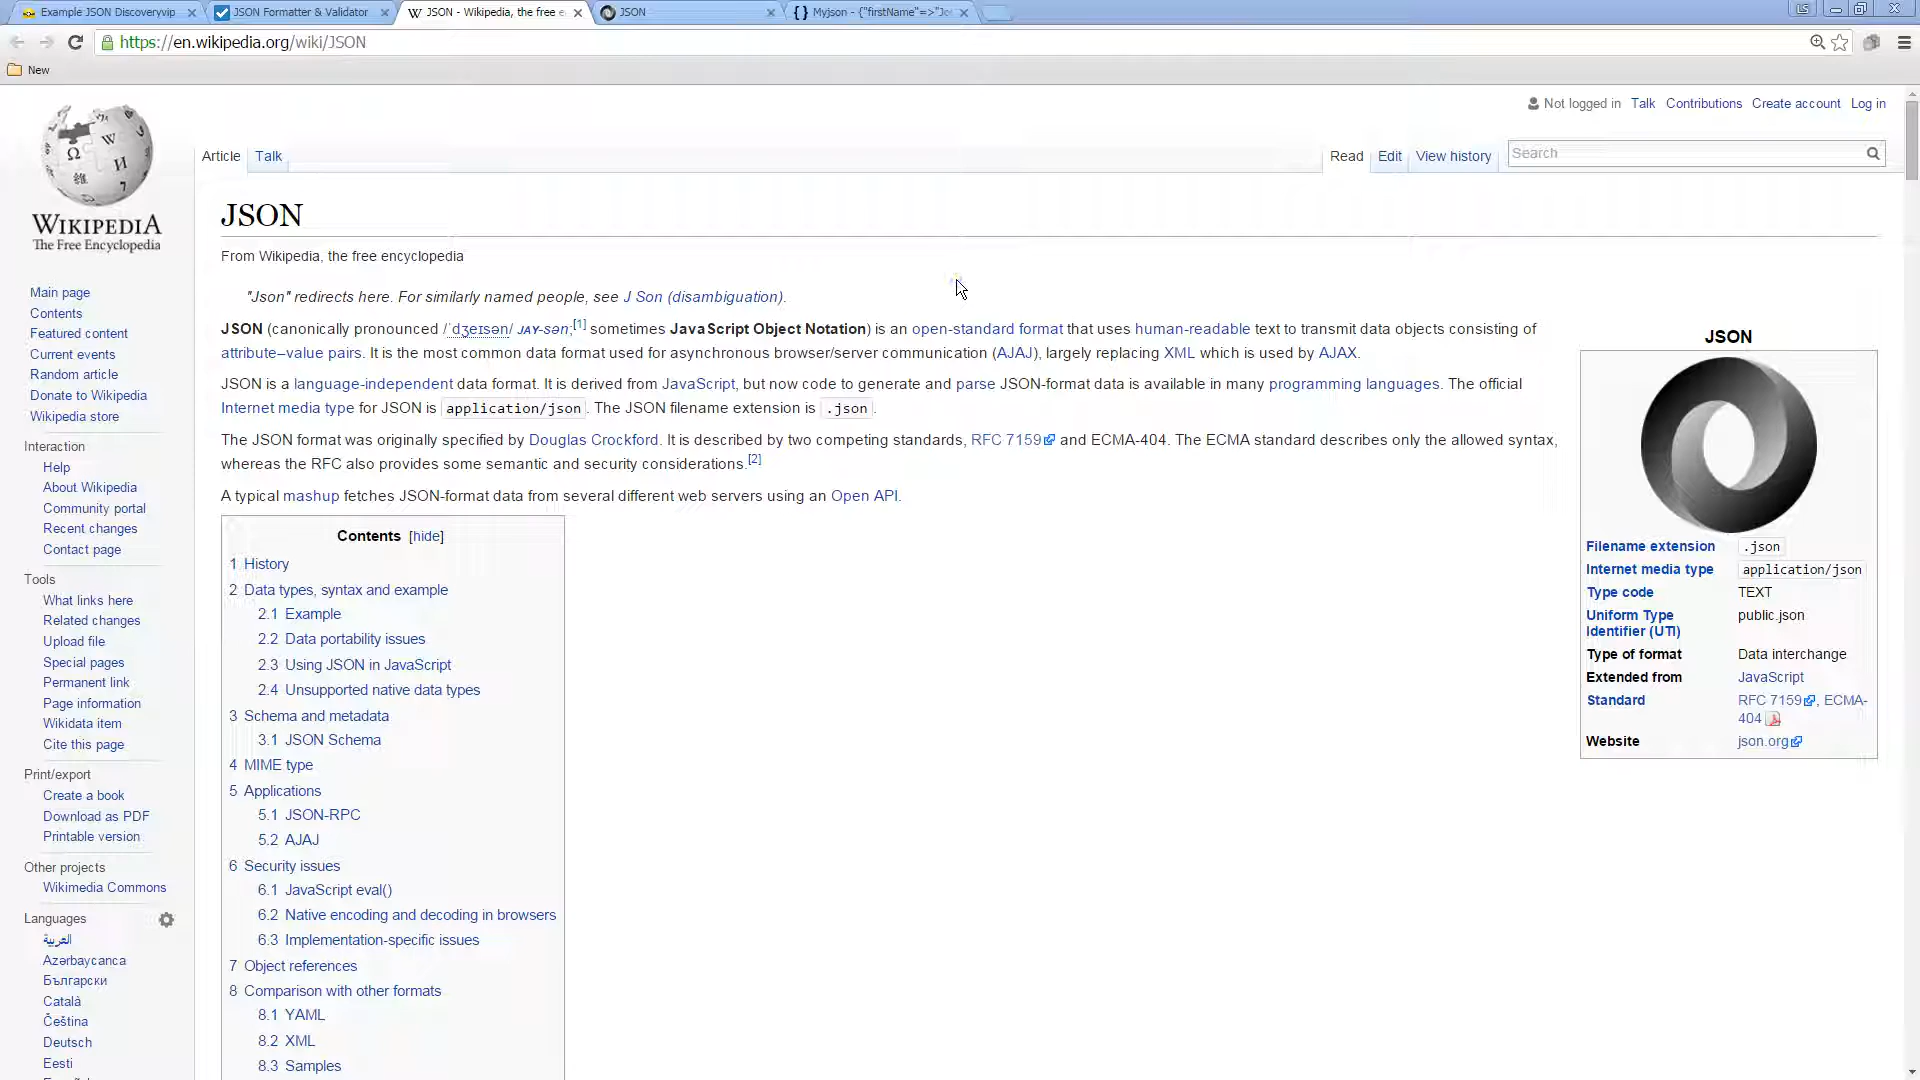 Example JSON Discoveryvip
JSON Formatter & Validator
JSON - Wikipedia, the free e
JSON
Myjson - {"firstName"=>"Jo
LS
https://en.wikipedia.org/wiki/JSON
New
Not logged in Talk Contributions Create account Log in
Article Talk
Read Edit View history
Search
WIKIPEDIA
The Free Encyclopedia
Main page
Contents
Featured content
Current events
Random article
Donate to Wikipedia
Wikipedia store
Interaction
Help
About Wikipedia
Community portal
Recent changes
Contact page
Tools
What links here
Related changes
Upload file
Special pages
Permanent link
Page information
Wikidata item
Cite this page
Print/export
Create a book
Download as PDF
Printable version
Other projects
Wikimedia Commons
Languages
العربية
Azərbaycanca
Български
Català
Čeština
Deutsch
Eesti
JSON
From Wikipedia, the free encyclopedia
"Json" redirects here. For similarly named people, see J Son (disambiguation).
JSON (canonically pronounced /ˈdʒeɪsən/ JAY-sən;[1] sometimes JavaScript Object Notation) is an open-standard format that uses human-readable text to transmit data objects consisting of
attribute–value pairs. It is the most common data format used for asynchronous browser/server communication (AJAJ), largely replacing XML which is used by AJAX.
JSON is a language-independent data format. It is derived from JavaScript, but now code to generate and parse JSON-format data is available in many programming languages. The official
Internet media type for JSON is application/json. The JSON filename extension is .json.
The JSON format was originally specified by Douglas Crockford. It is described by two competing standards, RFC 7159 and ECMA-404. The ECMA standard describes only the allowed syntax,
whereas the RFC also provides some semantic and security considerations.[2]
A typical mashup fetches JSON-format data from several different web servers using an Open API.
Contents [hide]
1 History
2 Data types, syntax and example
2.1 Example
2.2 Data portability issues
2.3 Using JSON in JavaScript
2.4 Unsupported native data types
3 Schema and metadata
3.1 JSON Schema
4 MIME type
5 Applications
5.1 JSON-RPC
5.2 AJAJ
6 Security issues
6.1 JavaScript eval()
6.2 Native encoding and decoding in browsers
6.3 Implementation-specific issues
7 Object references
8 Comparison with other formats
8.1 YAML
8.2 XML
8.3 Samples
JSON
Filename extension .json
Internet media type application/json
Type code TEXT
Uniform Type public.json
Identifier (UTI)
Type of format Data interchange
Extended from JavaScript
Standard RFC 7159, ECMA-
404
Website json.org